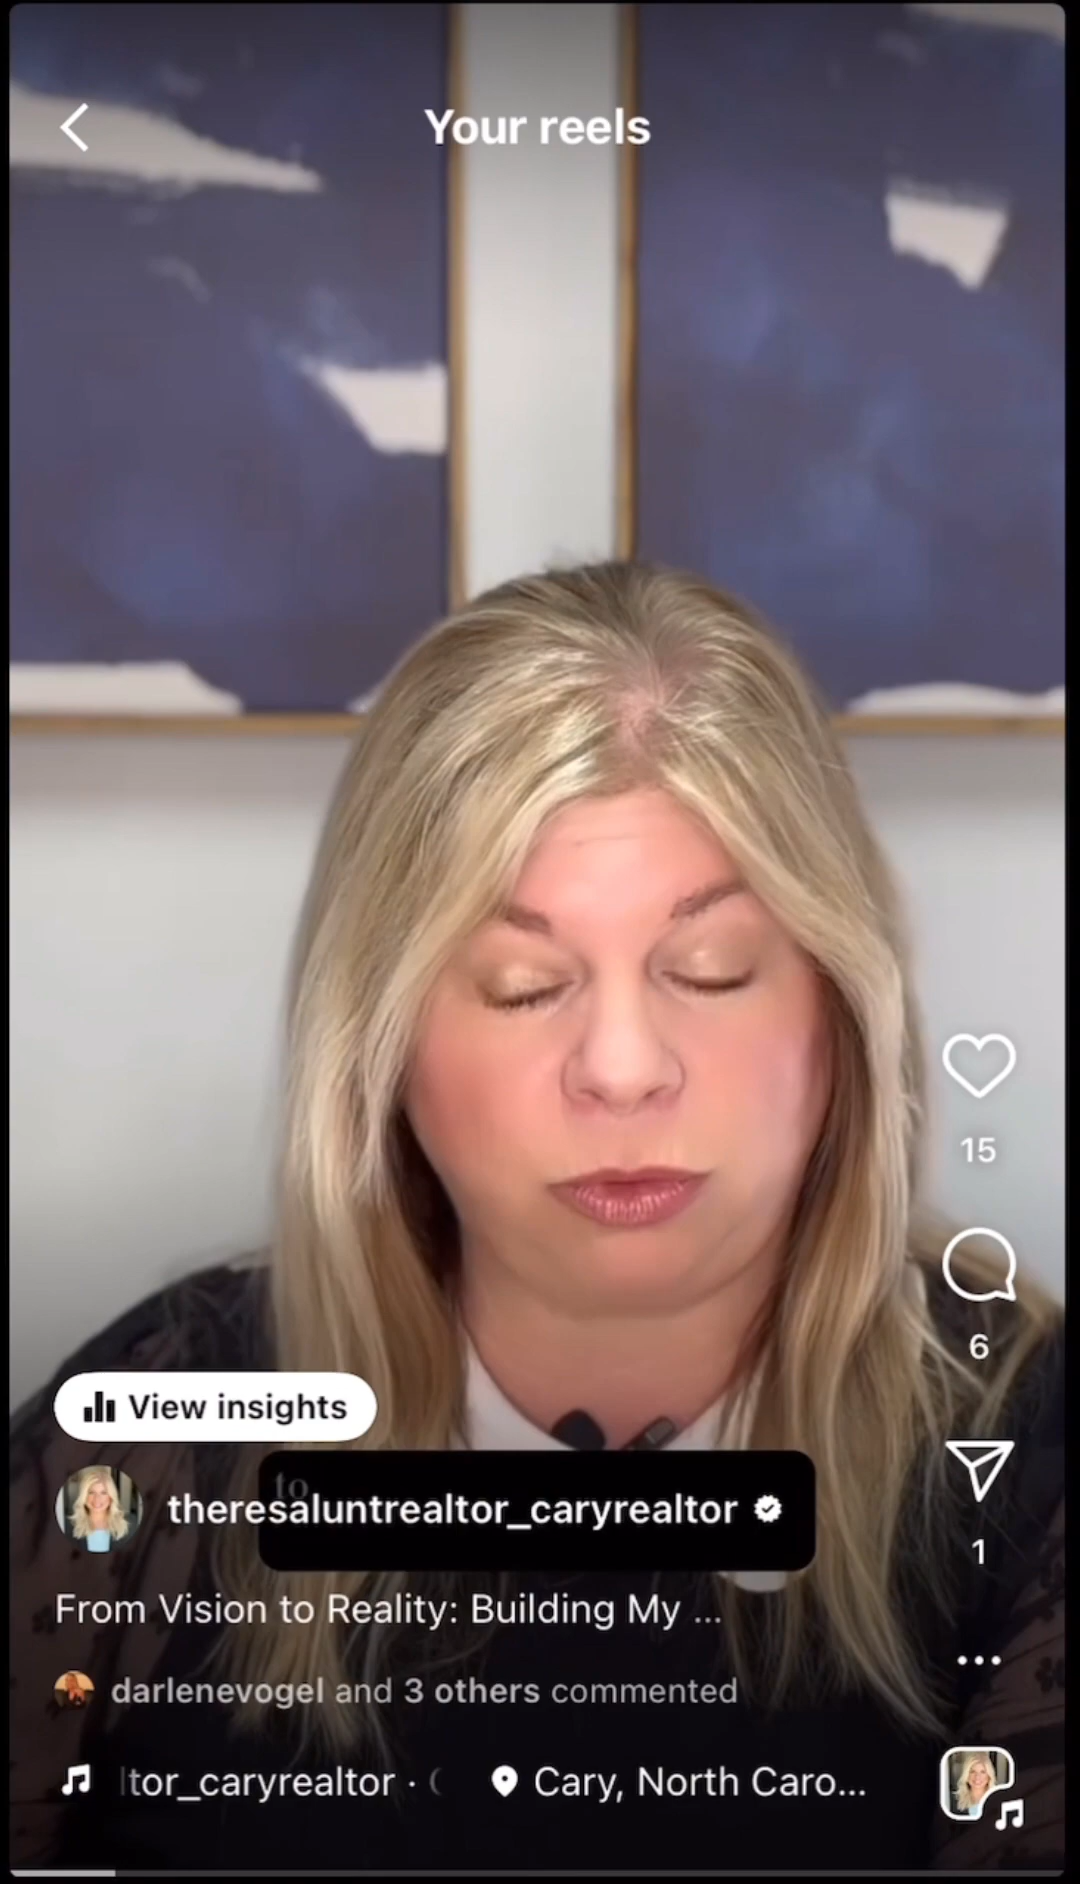 Your reels
15
6
View insights
to
theresaluntrealtor_caryrealtor
1
From Vision to Reality: Building My ...
darlenevogel and 3 others commented
ltor_caryrealtor · (
Cary, North Caro...